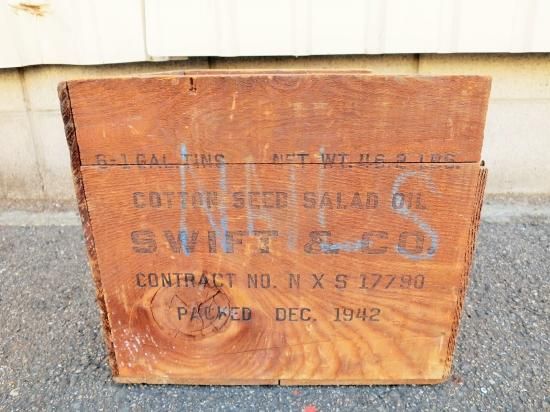 6-1 GAL. TINS NET WT. 46.2 LBS.
COTTON SEED SALAD OIL
SWIFT & CO.
NAILS
CONTRACT NO. N X S 17790
PACKED DEC. 1942